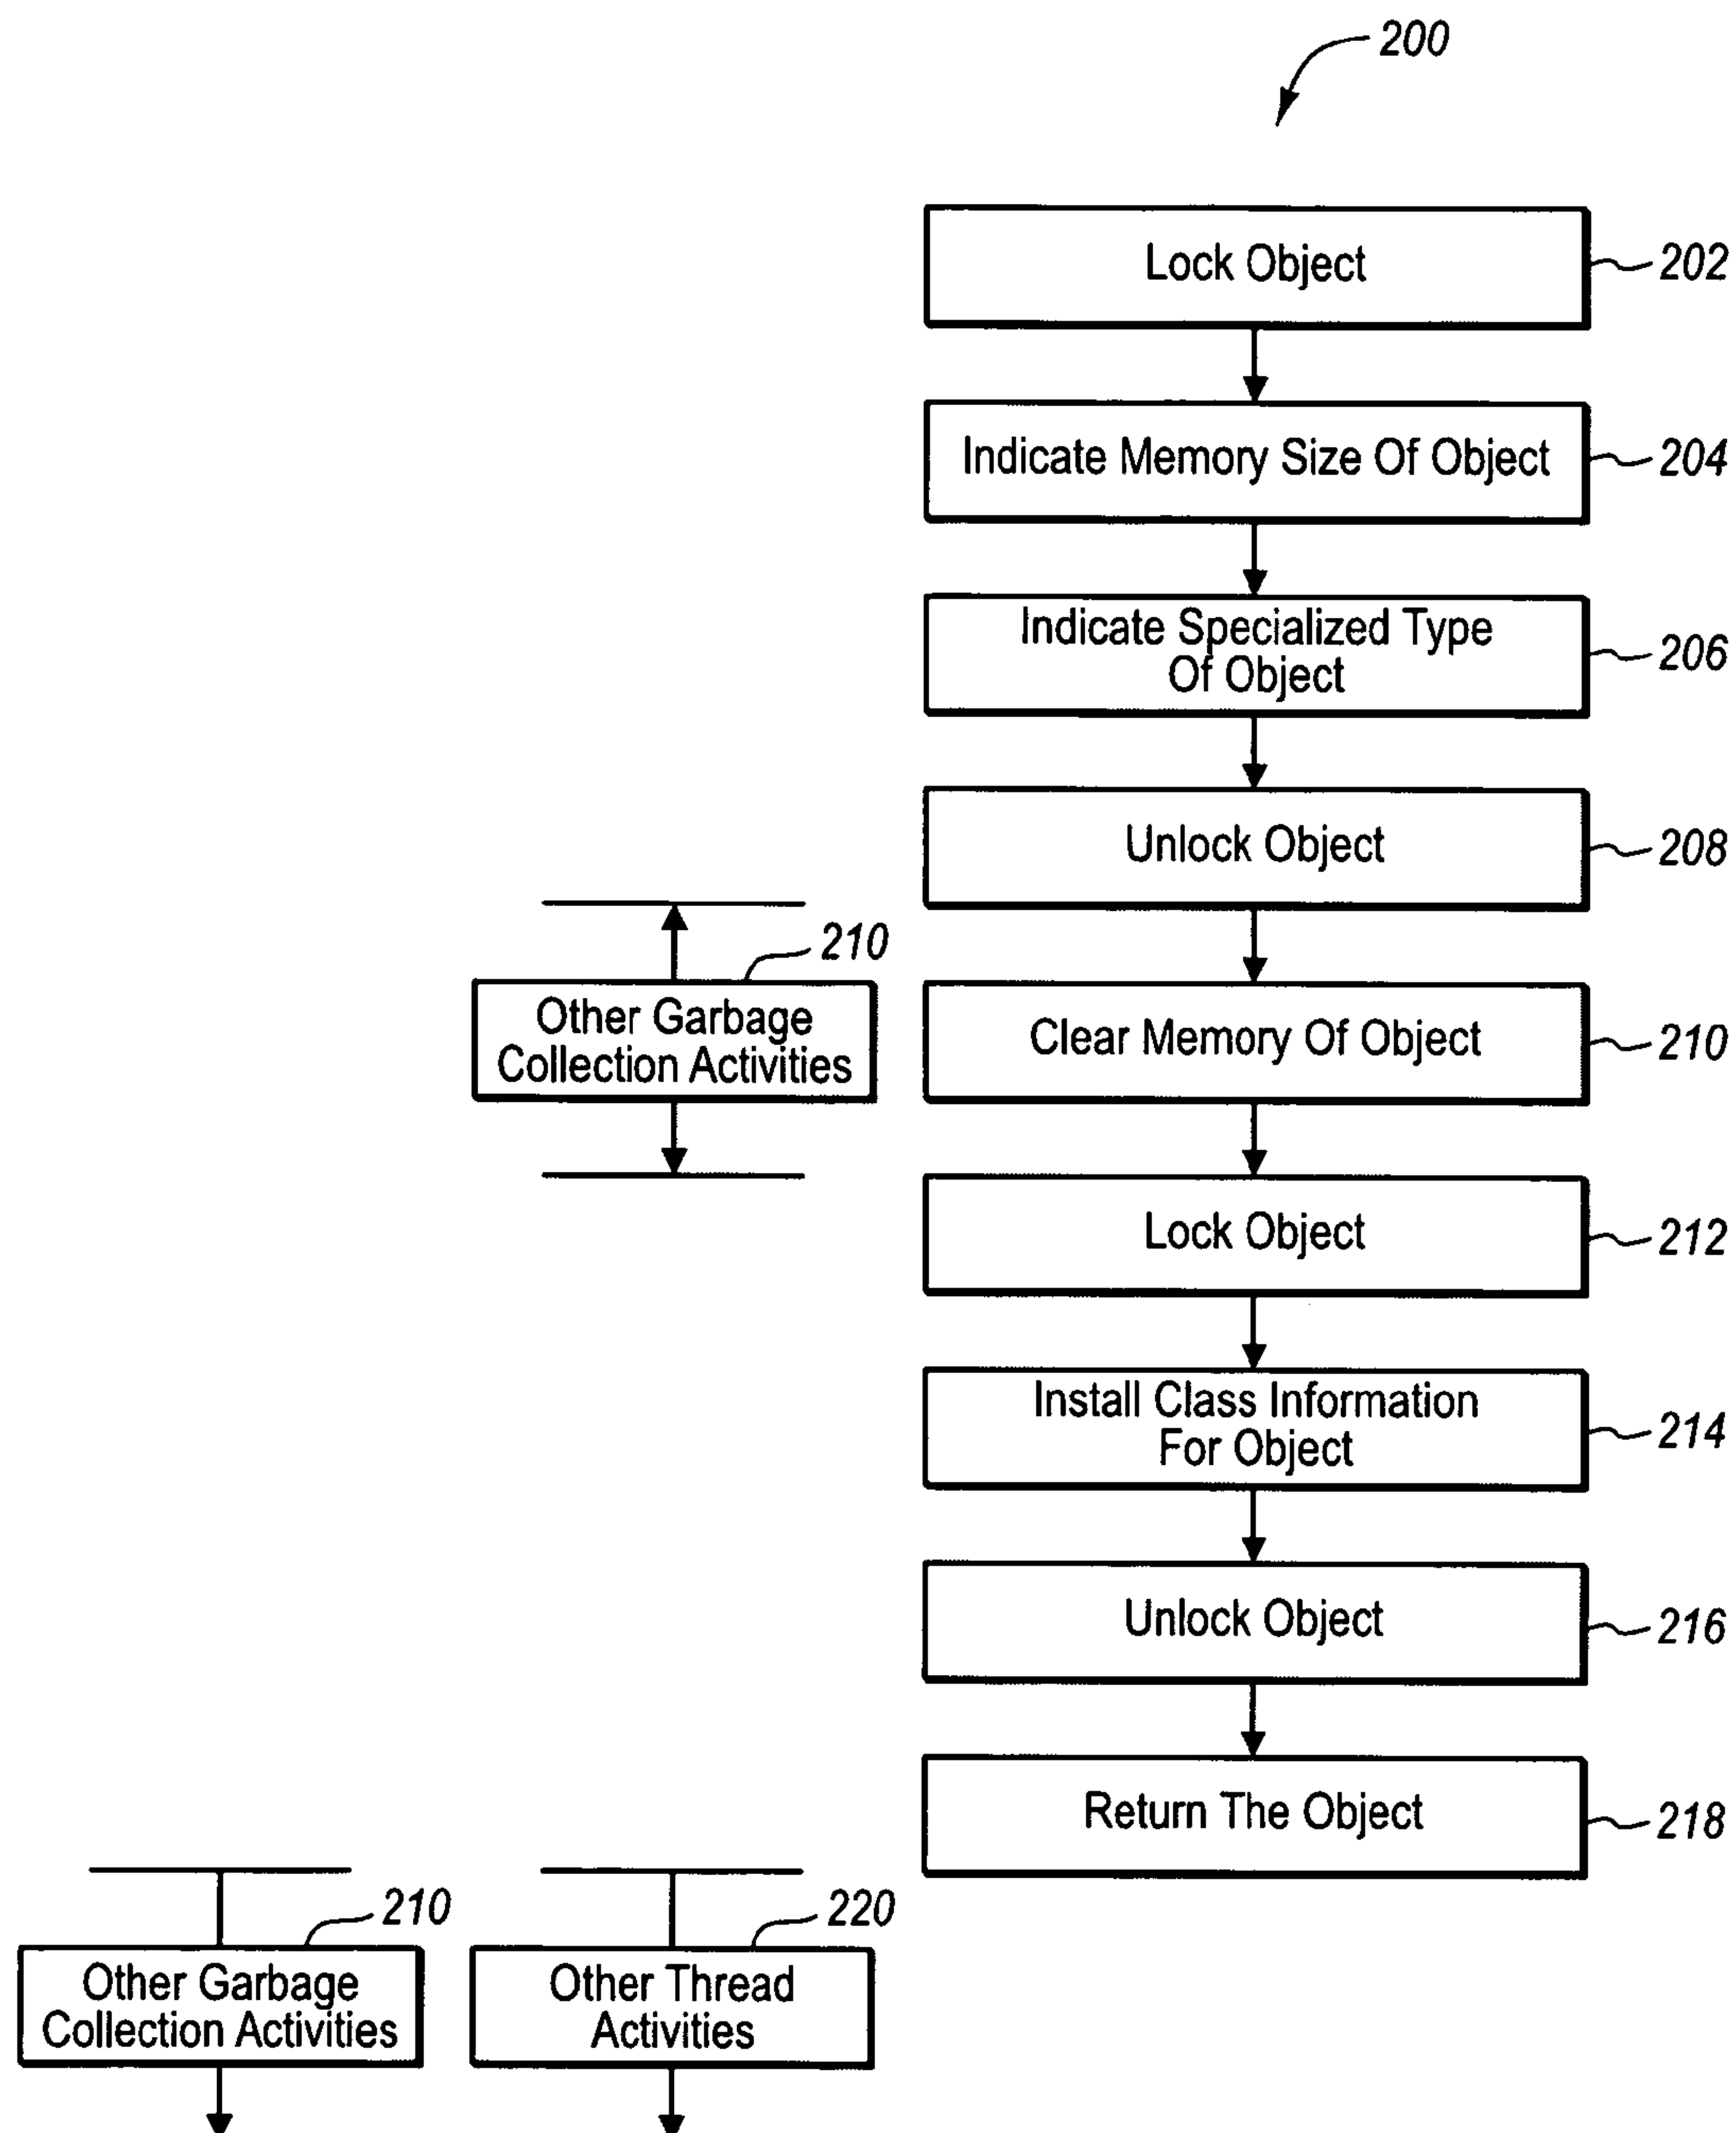 200
Lock Object
202
Indicate Memory Size Of Object
204
Indicate Specialized Type
Of Object
206
Unlock Object
208
210
Other Garbage
Collection Activities
Clear Memory Of Object
210
Lock Object
212
Install Class Information
For Object
214
Unlock Object
216
Return The Object
218
210
Other Garbage
Collection Activities
220
Other Thread
Activities